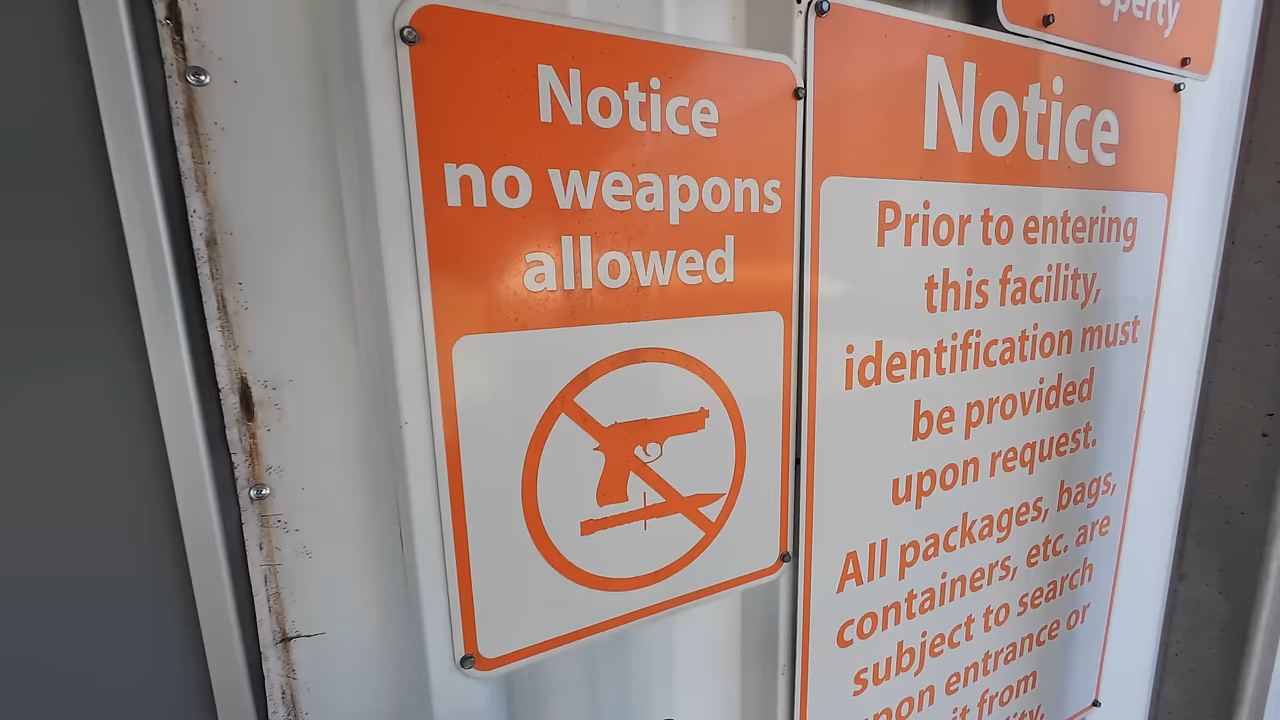 Notice
no weapons
allowed
Notice
Prior to entering
this facility,
identification must
be provided
upon request.
All packages, bags,
containers, etc. are
subject to search
upon entrance or
from